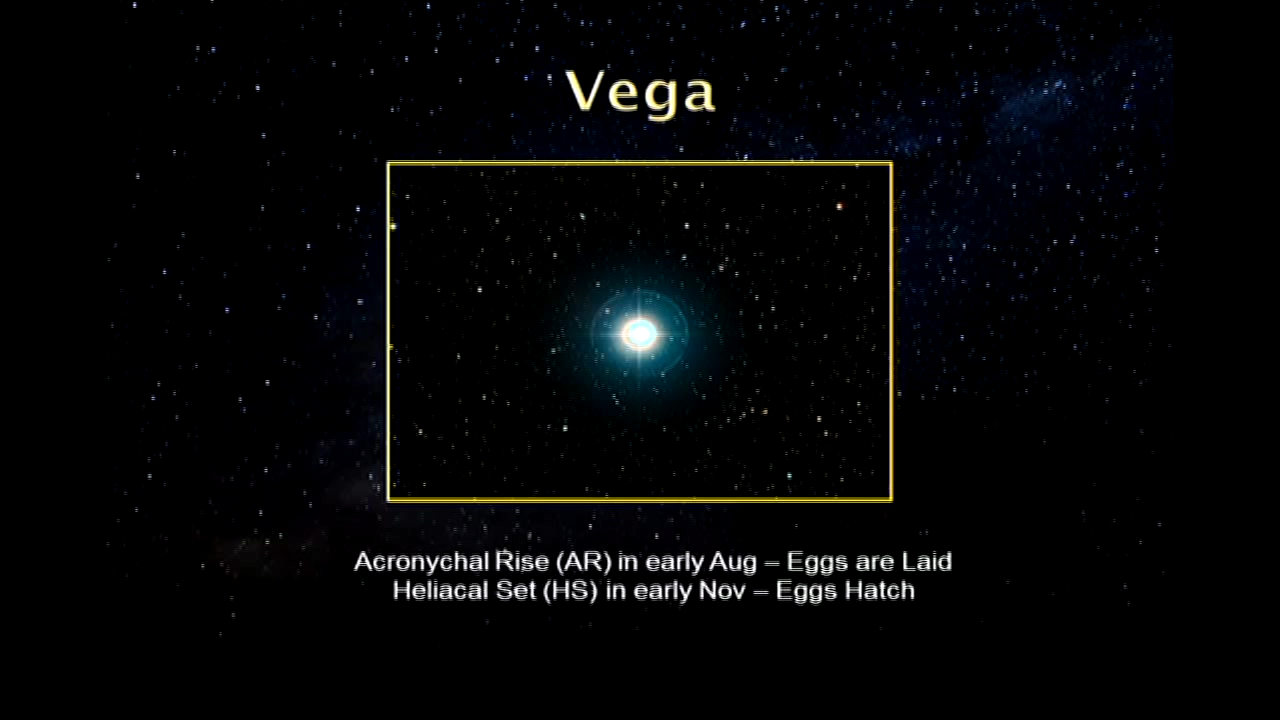 Vega
Acronychal Rise (AR) in early Aug – Eggs are Laid
Heliacal Set (HS) in early Nov – Eggs Hatch